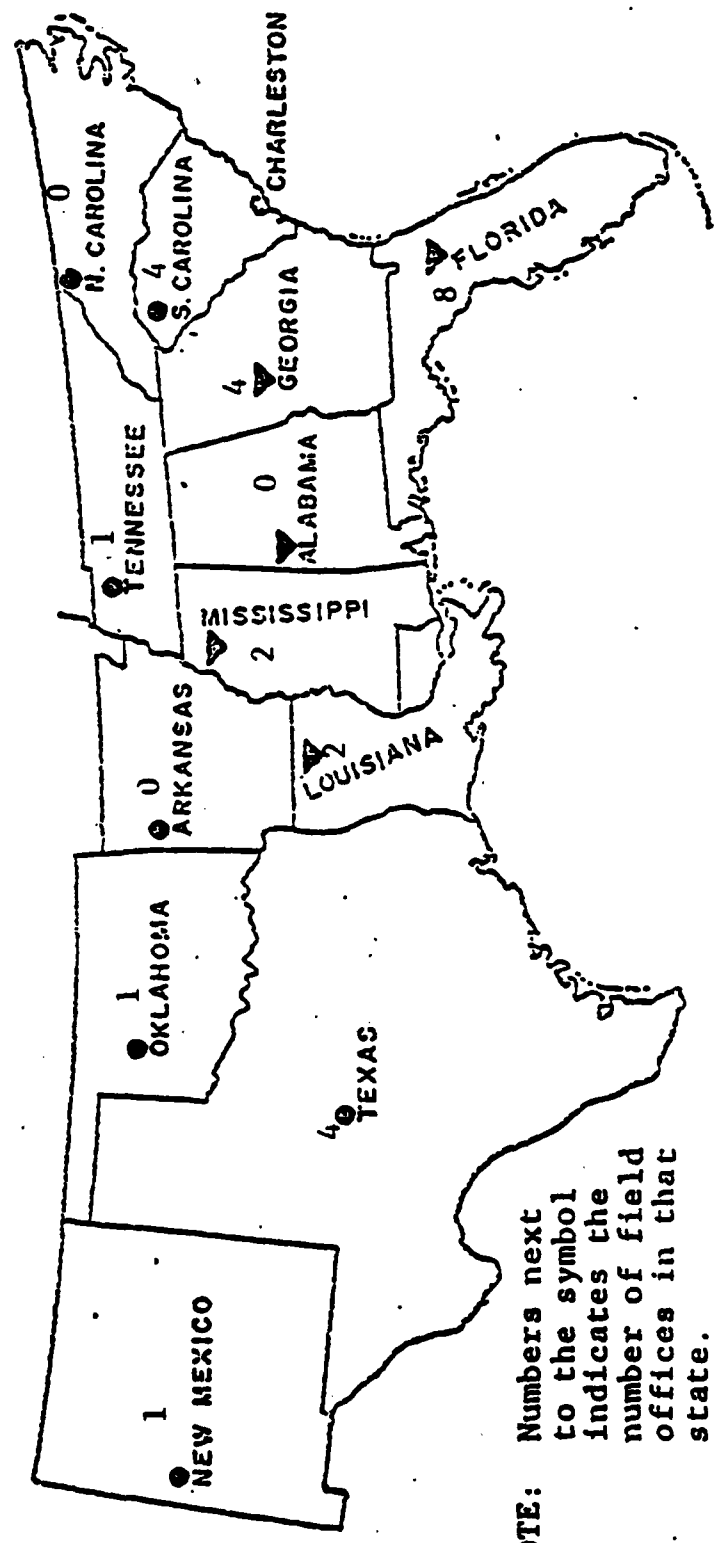 0
N. CAROLINA
4
S. CAROLINA
CHARLESTON
1
TENNESSEE
4
GEORGIA
8
FLORIDA
0
ALABAMA
MISSISSIPPI
2
0
ARKANSAS
2
LOUISIANA
1
OKLAHOMA
4
TEXAS
1
NEW MEXICO
OTE: Numbers next
to the symbol
indicates the
number of field
offices in that
state.